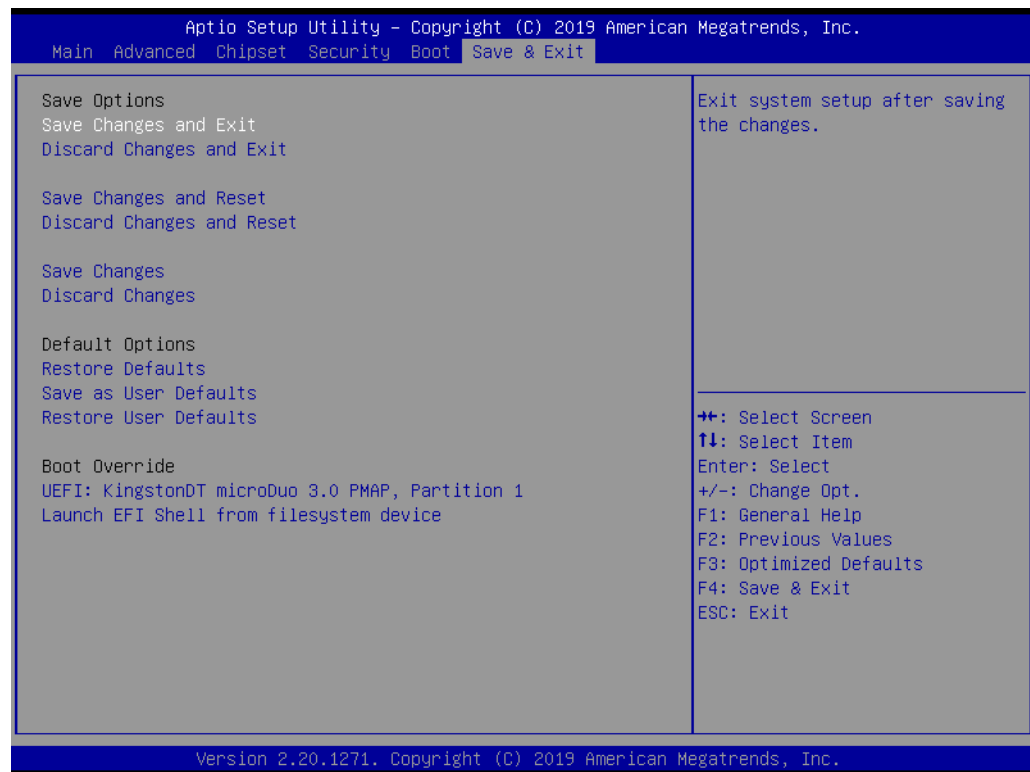 Aptio Setup Utility – Copyright (C) 2019 American Megatrends, Inc.
Main Advanced Chipset Security Boot Save & Exit
Save Options
Save Changes and Exit
Discard Changes and Exit
Save Changes and Reset
Discard Changes and Reset
Save Changes
Discard Changes
Default Options
Restore Defaults
Save as User Defaults
Restore User Defaults
Boot Override
UEFI: KingstonDT microDuo 3.0 PMAP, Partition 1
Launch EFI Shell from filesystem device
Exit system setup after saving
the changes.
→←: Select Screen
↑↓: Select Item
Enter: Select
+/-: Change Opt.
F1: General Help
F2: Previous Values
F3: Optimized Defaults
F4: Save & Exit
ESC: Exit
Version 2.20.1271. Copyright (C) 2019 American Megatrends, Inc.